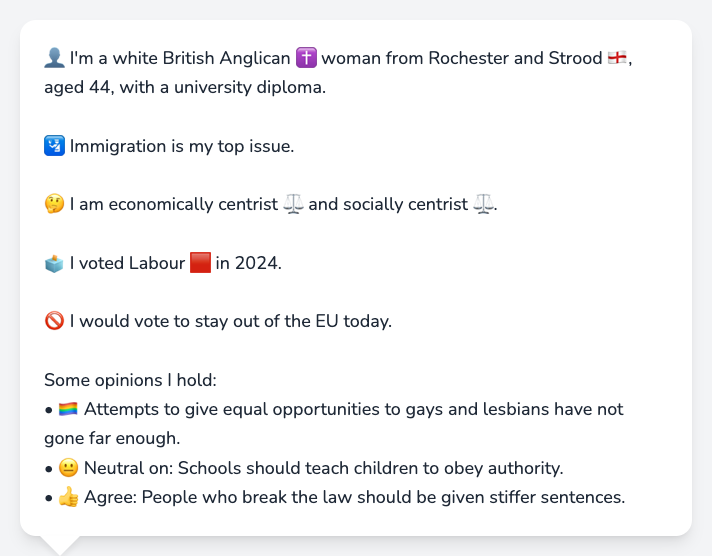 👤 I'm a white British Anglican ✝️ woman from Rochester and Strood 🏴󠁧󠁢󠁥󠁮󠁧󠁿,
aged 44, with a university diploma.
🛂 Immigration is my top issue.
🤔 I am economically centrist ⚖️ and socially centrist ⚖️.
🗳️ I voted Labour 🟥 in 2024.
🚫 I would vote to stay out of the EU today.
Some opinions I hold:
• 🏳️‍🌈 Attempts to give equal opportunities to gays and lesbians have not
gone far enough.
• 😐 Neutral on: Schools should teach children to obey authority.
• 👍 Agree: People who break the law should be given stiffer sentences.